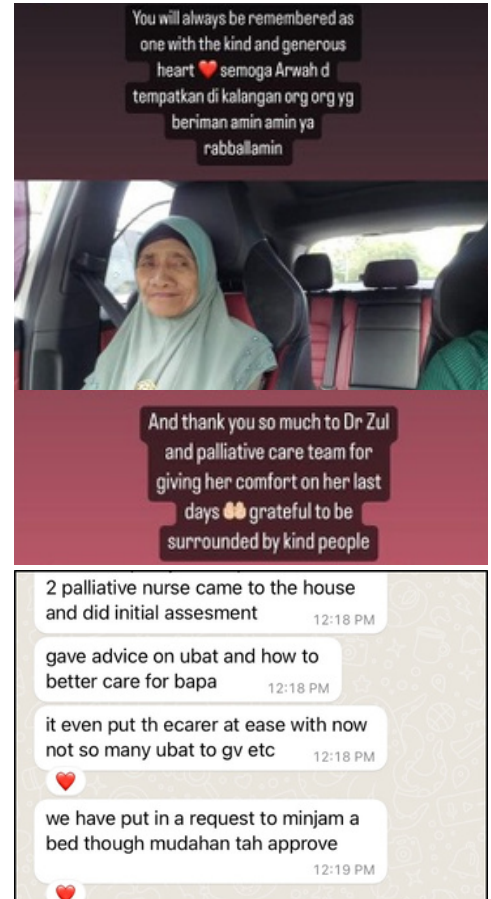 You will always be remembered as
one with the kind and generous
heart ❤️ semoga Arwah d
tempatkan di kalangan org org yg
beriman amin amin ya
rabballamin
And thank you so much to Dr Zul
and palliative care team for
giving her comfort on her last
days 🤲🏻 grateful to be
surrounded by kind people
2 palliative nurse came to the house
and did initial assesment
12:18 PM
gave advice on ubat and how to
better care for bapa
12:18 PM
it even put th ecarer at ease with now
not so many ubat to gv etc
12:18 PM
❤️
we have put in a request to minjam a
bed though mudahan tah approve
12:19 PM
❤️